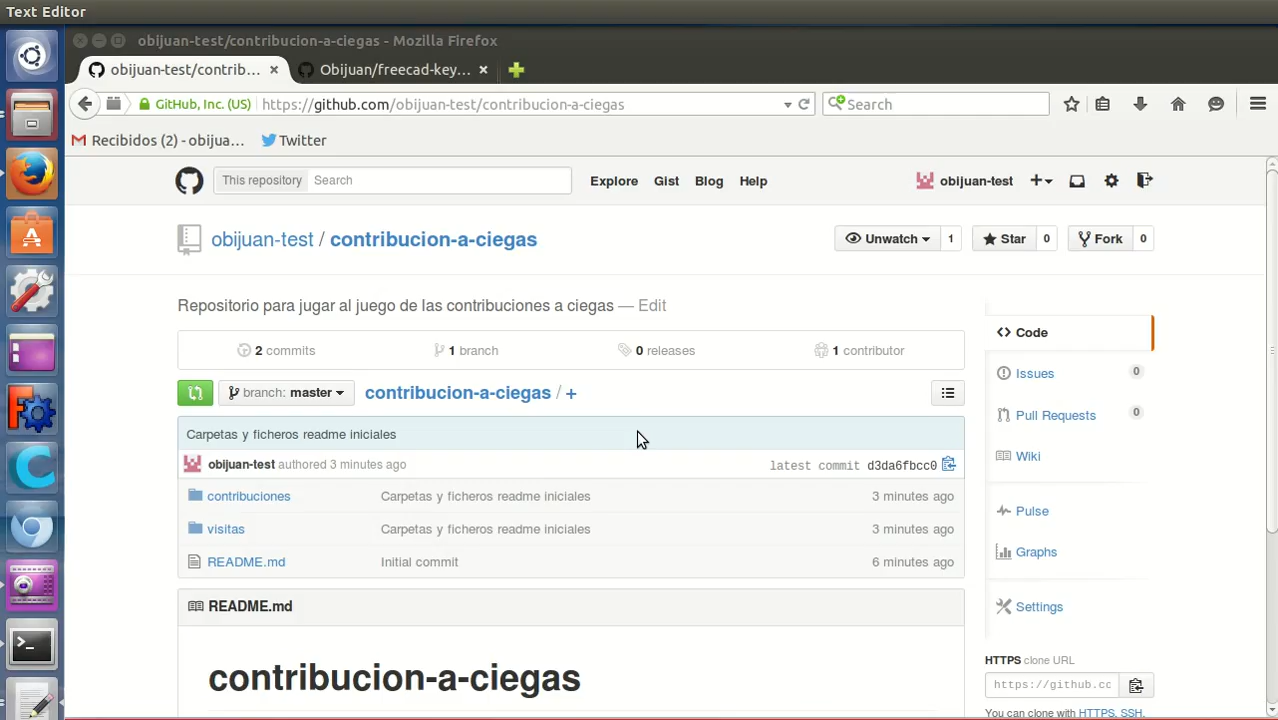 Text Editor
obijuan-test/contribucion-a-ciegas - Mozilla Firefox
obijuan-test/contrib... Obijuan/freecad-key...
GitHub, Inc. (US) https://github.com/obijuan-test/contribucion-a-ciegas Search
Recibidos (2) - obijua... Twitter
This repository Search Explore Gist Blog Help obijuan-test
obijuan-test / contribucion-a-ciegas Unwatch 1 Star 0 Fork 0
Repositorio para jugar al juego de las contribuciones a ciegas — Edit
2 commits 1 branch 0 releases 1 contributor
branch: master contribucion-a-ciegas / +
Carpetas y ficheros readme iniciales
obijuan-test authored 3 minutes ago latest commit d3da6fbcc0
contribuciones Carpetas y ficheros readme iniciales 3 minutes ago
visitas Carpetas y ficheros readme iniciales 3 minutes ago
README.md Initial commit 6 minutes ago
README.md
contribucion-a-ciegas
Code
Issues 0
Pull Requests 0
Wiki
Pulse
Graphs
Settings
HTTPS clone URL
https://github.cc
You can clone with HTTPS, SSH,